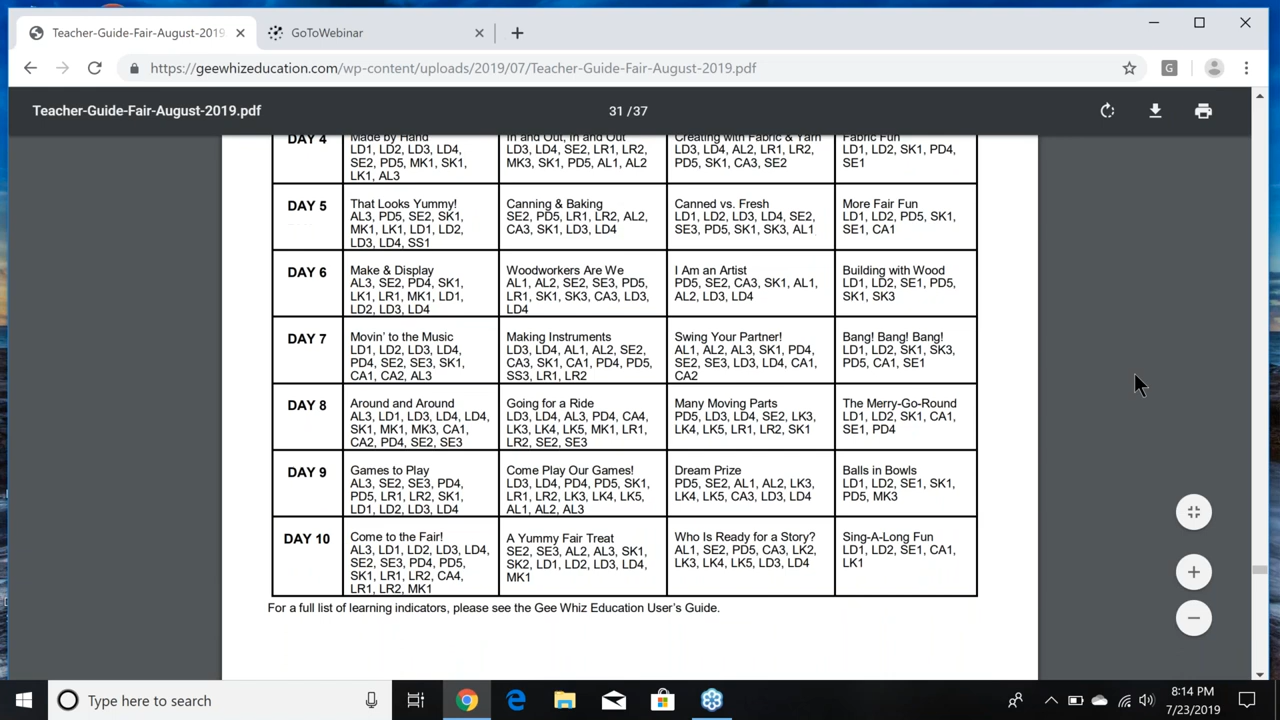 Teacher-Guide-Fair-August-2019
GoToWebinar
https://geewhizeducation.com/wp-content/uploads/2019/07/Teacher-Guide-Fair-August-2019.pdf
G
Teacher-Guide-Fair-August-2019.pdf
31 / 37
DAY 4
Made by Hand
LD1, LD2, LD3, LD4,
SE2, PD5, MK1, SK1,
LK1, AL3
In and Out, In and Out
LD3, LD4, SE2, LR1, LR2,
MK3, SK1, PD5, AL1, AL2
Creating with Fabric & Yarn
LD3, LD4, AL2, LR1, LR2,
PD5, SK1, CA3, SE2
Fabric Fun
LD1, LD2, SK1, PD4,
SE1
DAY 5
That Looks Yummy!
AL3, PD5, SE2, SK1,
MK1, LK1, LD1, LD2,
LD3, LD4, SS1
Canning & Baking
SE2, PD5, LR1, LR2, AL2,
CA3, SK1, LD3, LD4
Canned vs. Fresh
LD1, LD2, LD3, LD4, SE2,
SE3, PD5, SK1, SK3, AL1
More Fair Fun
LD1, LD2, PD5, SK1,
SE1, CA1
DAY 6
Make & Display
AL3, SE2, PD4, SK1,
LK1, LR1, MK1, LD1,
LD2, LD3, LD4
Woodworkers Are We
AL1, AL2, SE2, SE3, PD5,
LR1, SK1, SK3, CA3, LD3,
LD4
I Am an Artist
PD5, SE2, CA3, SK1, AL1,
AL2, LD3, LD4
Building with Wood
LD1, LD2, SE1, PD5,
SK1, SK3
DAY 7
Movin' to the Music
LD1, LD2, LD3, LD4,
PD4, SE2, SE3, SK1,
CA1, CA2, AL3
Making Instruments
LD3, LD4, AL1, AL2, SE2,
CA3, SK1, CA1, PD4, PD5,
SS3, LR1, LR2
Swing Your Partner!
AL1, AL2, AL3, SK1, PD4,
SE2, SE3, LD3, LD4, CA1,
CA2
Bang! Bang! Bang!
LD1, LD2, SK1, SK3,
PD5, CA1, SE1
DAY 8
Around and Around
AL3, LD1, LD3, LD4, LD4,
SK1, MK1, MK3, CA1,
CA2, PD4, SE2, SE3
Going for a Ride
LD3, LD4, AL3, PD4, CA4,
LK3, LK4, LK5, MK1, LR1,
LR2, SE2, SE3
Many Moving Parts
PD5, LD3, LD4, SE2, LK3,
LK4, LK5, LR1, LR2, SK1
The Merry-Go-Round
LD1, LD2, SK1, CA1,
SE1, PD4
DAY 9
Games to Play
AL3, SE2, SE3, PD4,
PD5, LR1, LR2, SK1,
LD1, LD2, LD3, LD4
Come Play Our Games!
LD3, LD4, PD4, PD5, SK1,
LR1, LR2, LK3, LK4, LK5,
AL1, AL2, AL3
Dream Prize
PD5, SE2, AL1, AL2, LK3,
LK4, LK5, CA3, LD3, LD4
Balls in Bowls
LD1, LD2, SE1, SK1,
PD5, MK3
DAY 10
Come to the Fair!
AL3, LD1, LD2, LD3, LD4,
SE2, SE3, PD4, PD5,
SK1, LR1, LR2, CA4,
LR1, LR2, MK1
A Yummy Fair Treat
SE2, SE3, AL2, AL3, SK1,
SK2, LD1, LD2, LD3, LD4,
MK1
Who Is Ready for a Story?
AL1, SE2, PD5, CA3, LK2,
LK3, LK4, LK5, LD3, LD4
Sing-A-Long Fun
LD1, LD2, SE1, CA1,
LK1
For a full list of learning indicators, please see the Gee Whiz Education User's Guide.
Type here to search
8:14 PM
7/23/2019